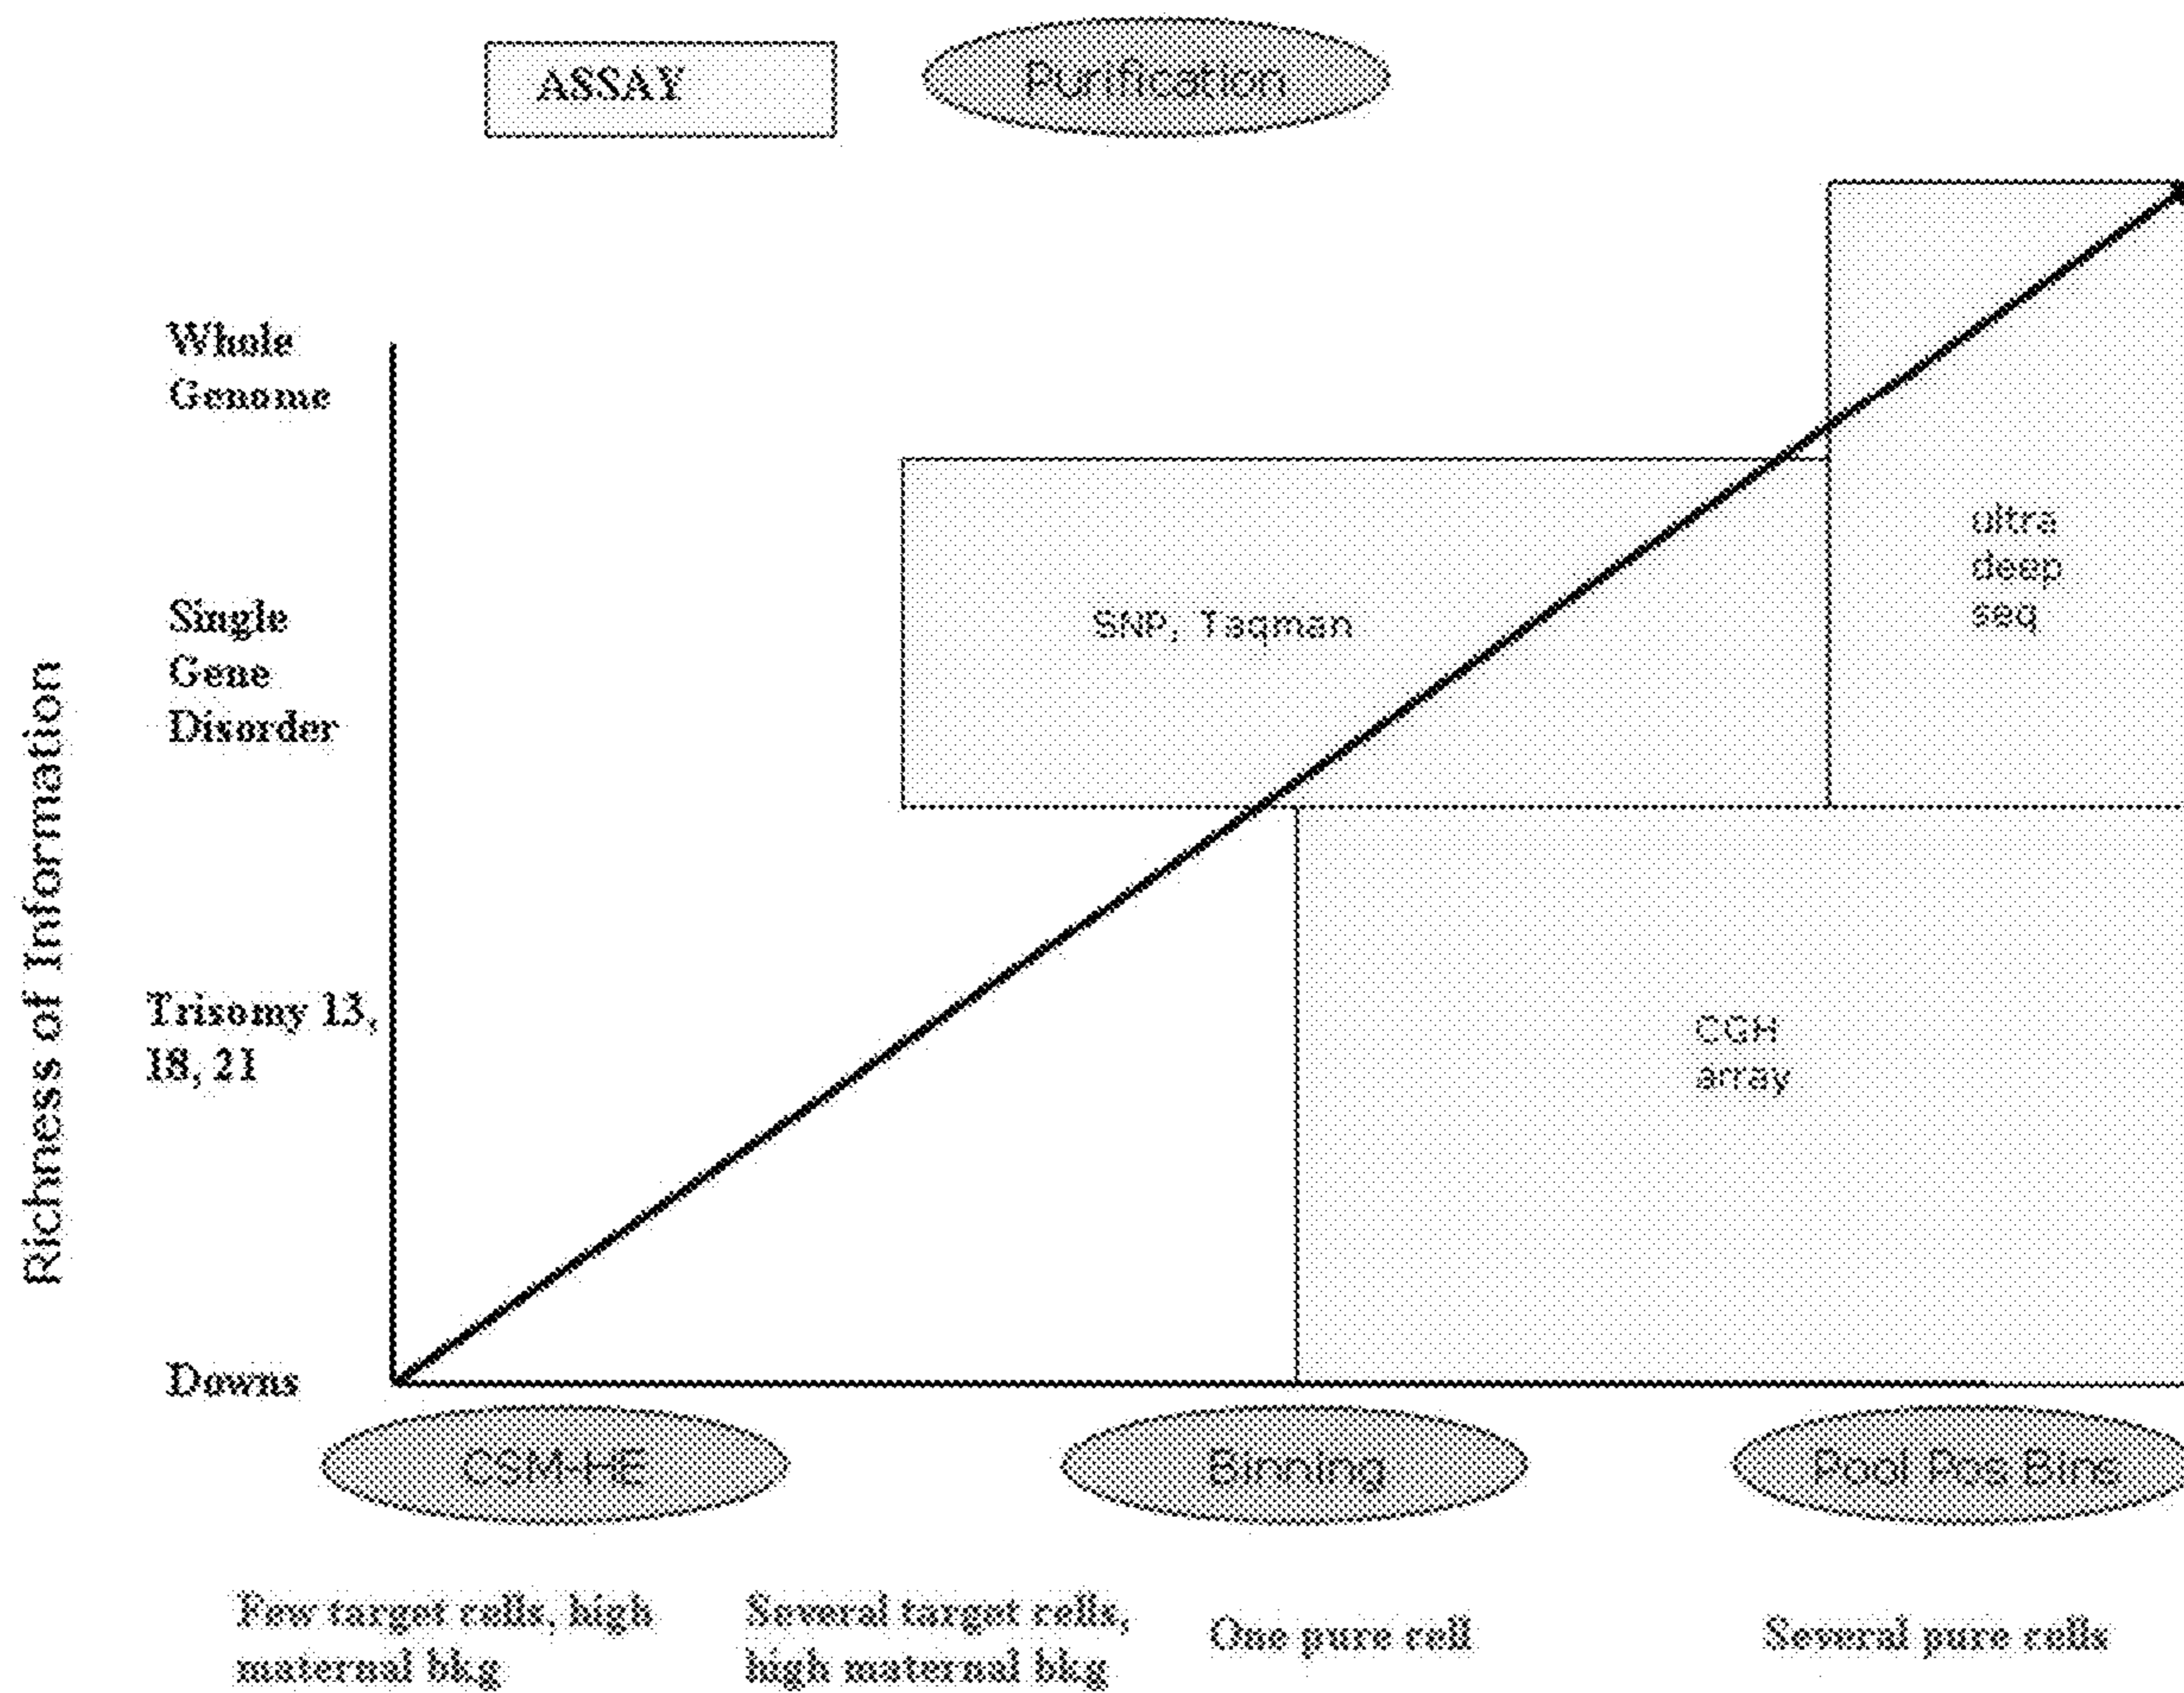 ASSAY
Purification
Whole
Genome
Single
Gene
Disorder
Trisomy 13,
18, 21
Downs
Richness of Information
SNP, Taqman
ultra
deep
seq
CGH
array
CSM-HE
Binning
Pool Pos Bins
Few target cells, high
maternal bkg
Several target cells,
high maternal bkg
One pure cell
Several pure cells